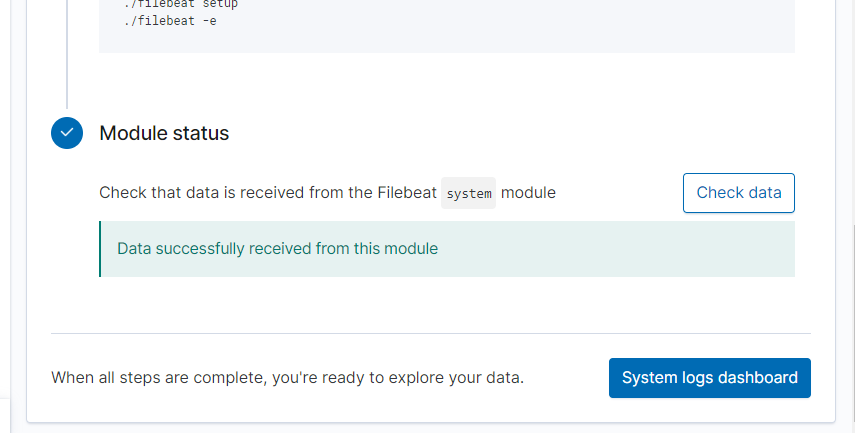 ./filebeat setup
./filebeat -e
Module status
Check that data is received from the Filebeat system module
Check data
Data successfully received from this module
When all steps are complete, you're ready to explore your data.
System logs dashboard